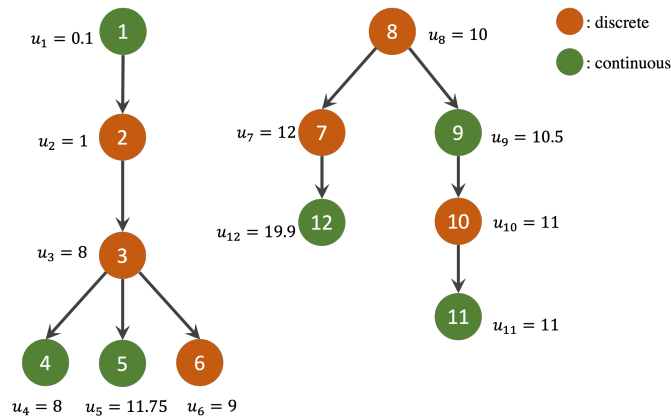 1
u₁ = 0.1
2
u₂ = 1
3
u₃ = 8
4
5
6
u₄ = 8
u₅ = 11.75
u₆ = 9
8
u₈ = 10
7
u₇ = 12
9
u₉ = 10.5
12
u₁₂ = 19.9
10
u₁₀ = 11
11
u₁₁ = 11
: discrete
: continuous